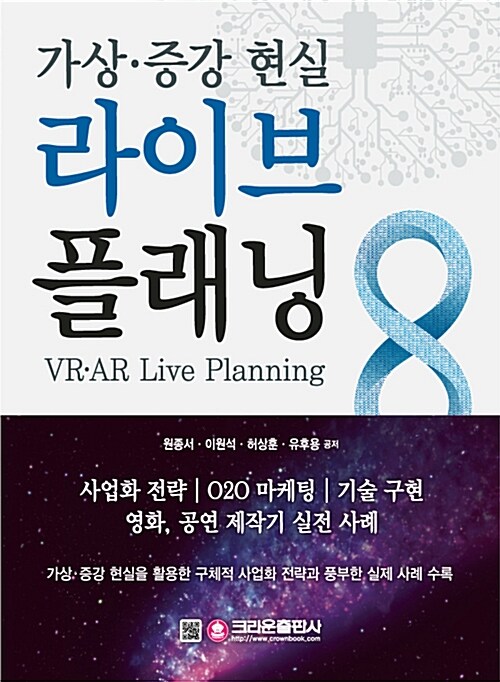 가상·증강 현실
라이브
플래닝
8
VR·AR Live Planning
원종서 · 이원석 · 허상훈 · 유후용 공저
사업화 전략 | O2O 마케팅 | 기술 구현
영화, 공연 제작기 실전 사례
가상·증강 현실을 활용한 구체적 사업화 전략과 풍부한 실제 사례 수록
크라운출판사
http://www.crownbook.com